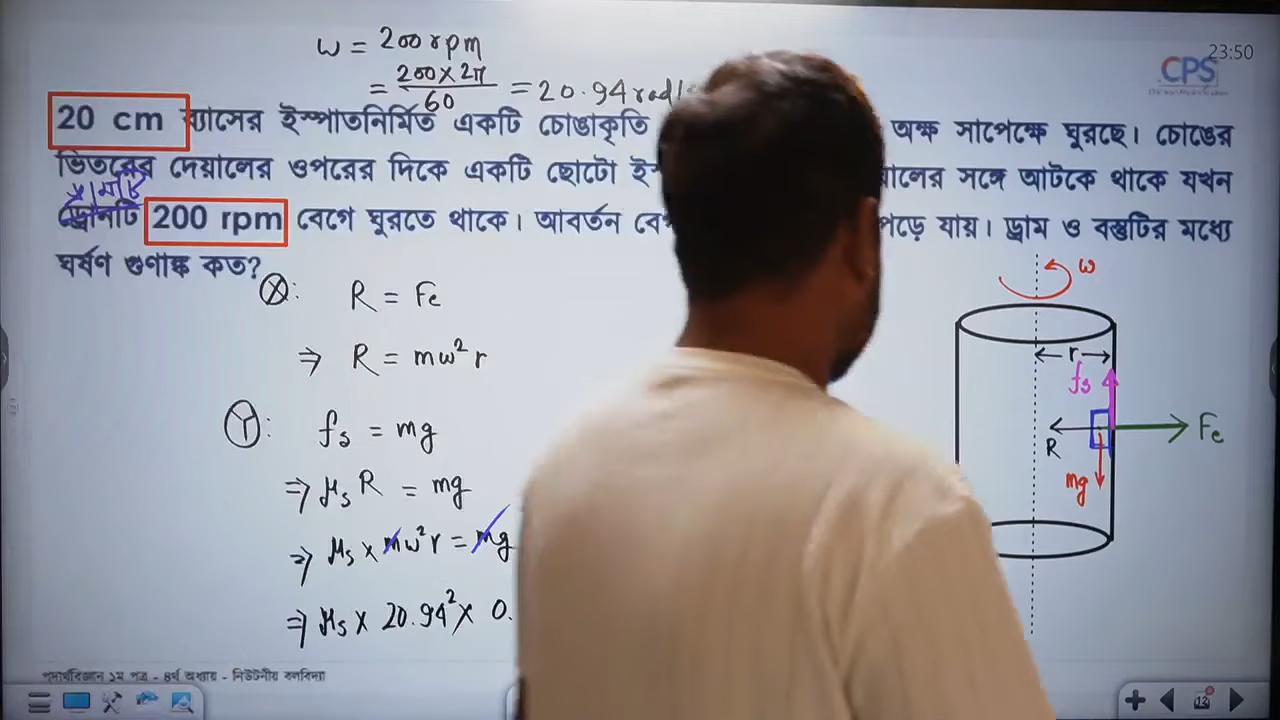 ω = 200 rpm
= 200 × 2π / 60 = 20.94 rad/s
23:50
CPS
20 cm ব্যাসের ইস্পাতনির্মিত একটি চোঙাকৃতি অক্ষ সাপেক্ষে ঘুরছে। চোঙের
ভিতরের দেয়ালের ওপরের দিকে একটি ছোটো সঙ্গে আটকে থাকে যখন
ড্রোনটি 200 rpm বেগে ঘুরতে থাকে। আবর্তন পড়ে যায়। ড্রাম ও বস্তুটির মধ্যে
ঘর্ষণ গুণাঙ্ক কত?
X: R = Fc
⇒ R = mω²r
Y: fs = mg
⇒ μs R = mg
⇒ μs × mω²r = mg
⇒ μs × 20.94² × 0.
ω
r
fs
Fc
R
mg
পদার্থবিজ্ঞান ১ম পত্র - ৪র্থ অধ্যায় - নিউটনীয় বলবিদ্যা
13